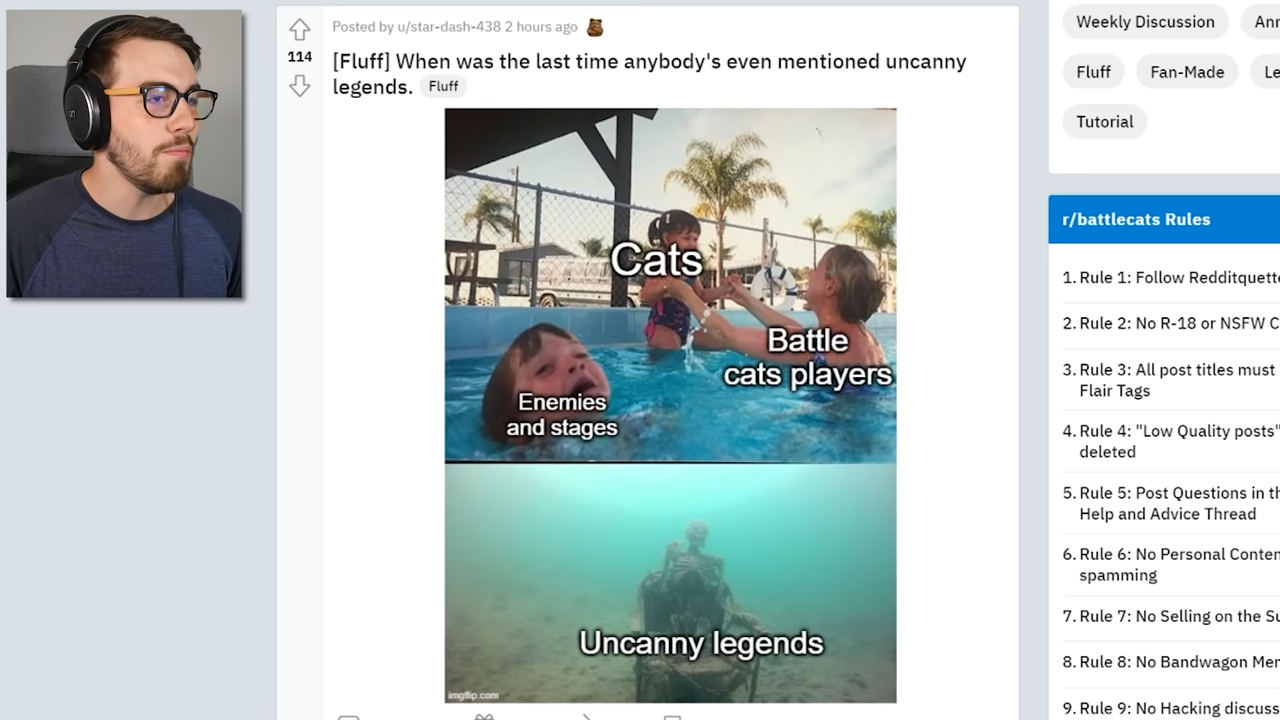 Posted by u/star-dash-438 2 hours ago
114
[Fluff] When was the last time anybody's even mentioned uncanny
legends. Fluff
Cats
Battle
cats players
Enemies
and stages
Uncanny legends
imgflip.com
Weekly Discussion
Fluff Fan-Made
Tutorial
r/battlecats Rules
1. Rule 1: Follow Redditquette
2. Rule 2: No R-18 or NSFW
3. Rule 3: All post titles must
Flair Tags
4. Rule 4: "Low Quality posts"
deleted
5. Rule 5: Post Questions in
Help and Advice Thread
6. Rule 6: No Personal
spamming
7. Rule 7: No Selling on the
8. Rule 8: No Bandwagon
9. Rule 9: No Hacking